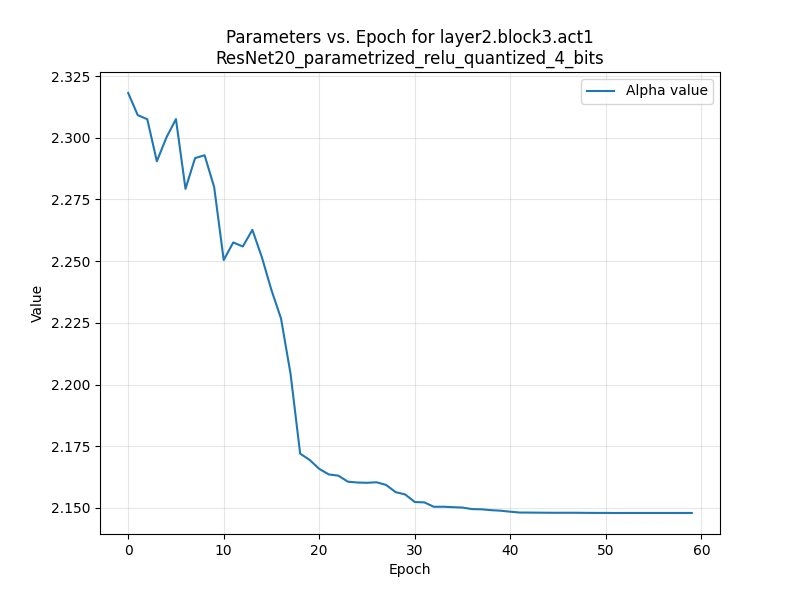 Parameters vs. Epoch for layer2.block3.act1
ResNet20_parametrized_relu_quantized_4_bits
Alpha value
2.325
2.300
2.275
2.250
2.225
2.200
2.175
2.150
Value
0 10 20 30 40 50 60
Epoch